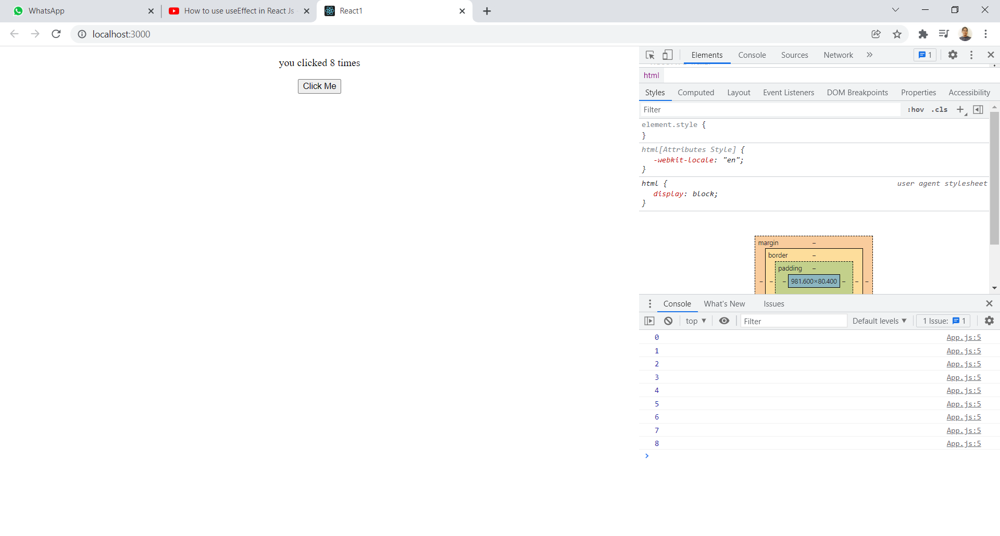 WhatsApp
How to use useEffect in React Js
React1
localhost:3000
you clicked 8 times
Click Me
Elements Console Sources Network » 1
html
Styles Computed Layout Event Listeners DOM Breakpoints Properties Accessibility
Filter :hov .cls
element.style {
}
html[Attributes Style] {
-webkit-locale: "en";
}
html { user agent stylesheet
display: block;
}
margin –
border –
padding –
– – – 981.600×80.400 – – –
Console What's New Issues
top ▼ Filter Default levels ▼ 1 Issue: 1
0 App.js:5
1 App.js:5
2 App.js:5
3 App.js:5
4 App.js:5
5 App.js:5
6 App.js:5
7 App.js:5
8 App.js:5